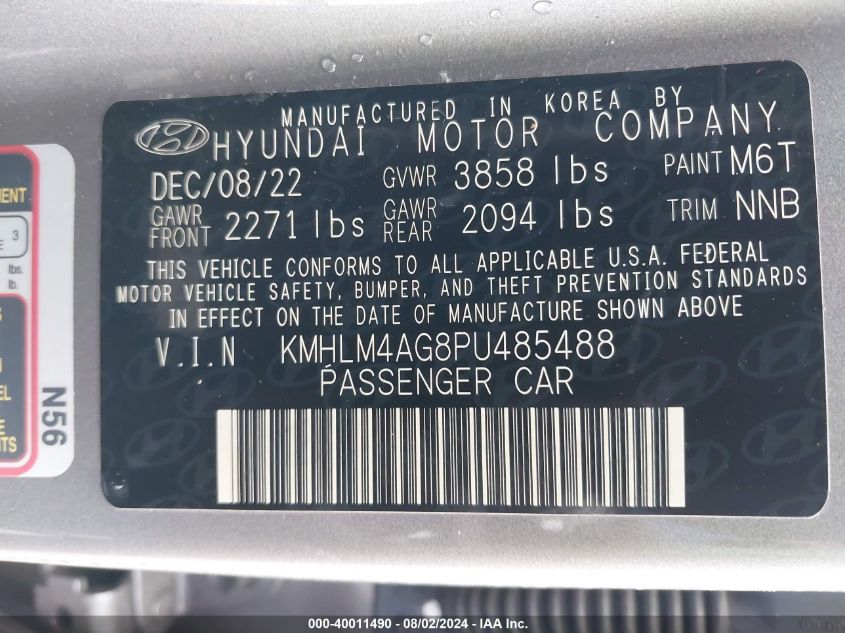 MANUFACTURED IN KOREA BY
HYUNDAI MOTOR COMPANY
DEC/08/22 GVWR 3858 lbs PAINT M6T
GAWR FRONT 2271 lbs GAWR REAR 2094 lbs TRIM NNB
THIS VEHICLE CONFORMS TO ALL APPLICABLE U.S.A. FEDERAL
MOTOR VEHICLE SAFETY, BUMPER, AND THEFT PREVENTION STANDARDS
IN EFFECT ON THE DATE OF MANUFACTURE SHOWN ABOVE
V.I.N KMHLM4AG8PU485488
PASSENGER CAR
3
lbs.
lb.
N56
000-40011490 - 08/02/2024 - IAA Inc.